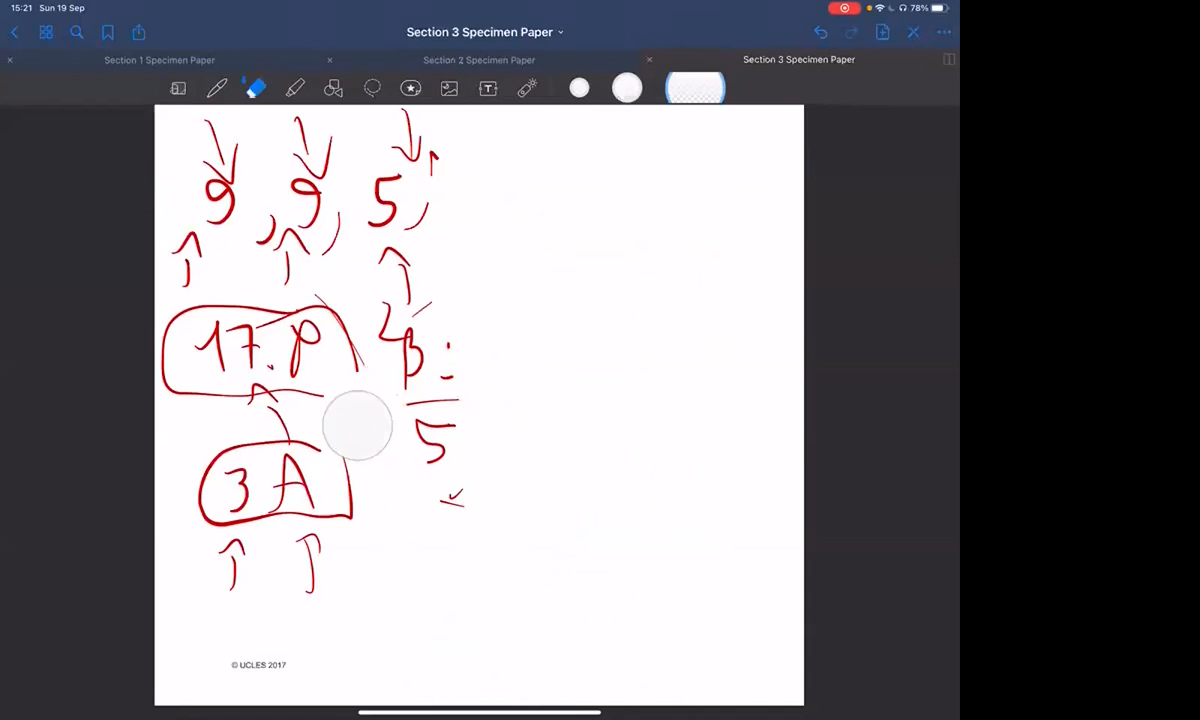 15:21 Sun 19 Sep 78%
Section 3 Specimen Paper
Section 1 Specimen Paper Section 2 Specimen Paper Section 3 Specimen Paper
T
9, 9, 5,
17. P
5
3 A
© UCLES 2017